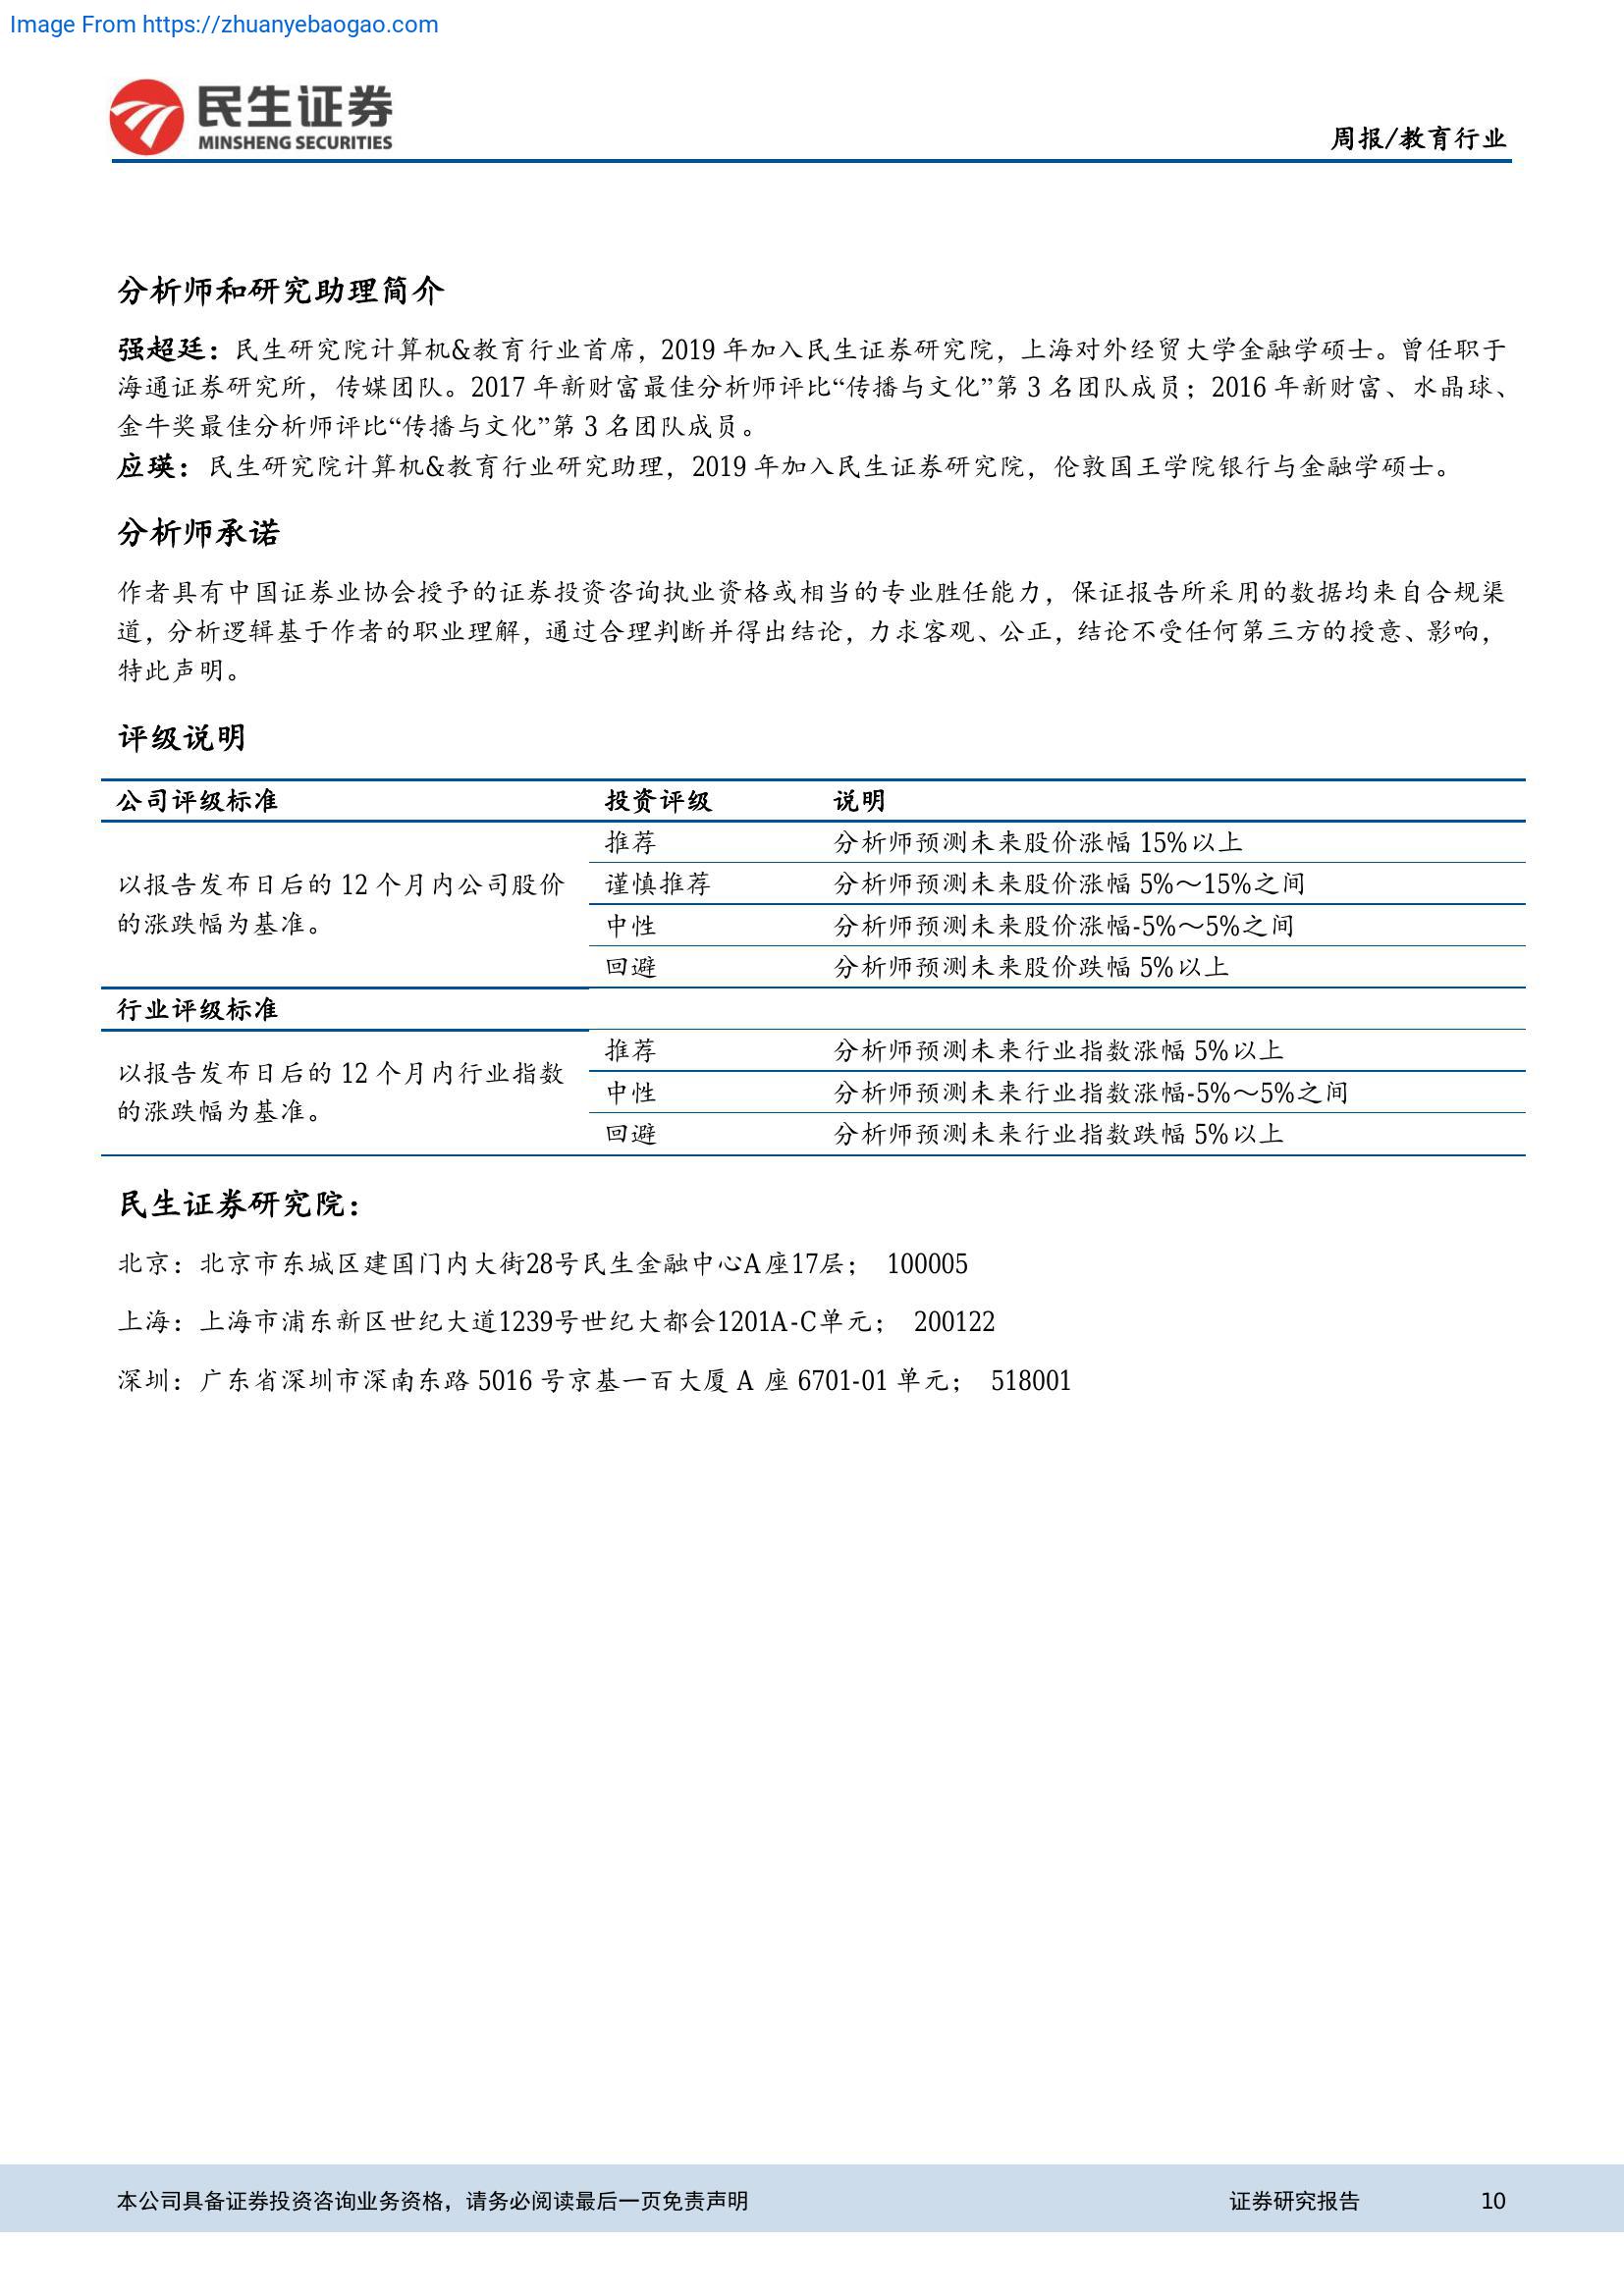 Image From https://zhuanyebaogao.com
民生证券
MINSHENG SECURITIES
周报/教育行业
分析师和研究助理简介
强超廷：民生研究院计算机&教育行业首席，2019 年加入民生证券研究院，上海对外经贸大学金融学硕士。曾任职于
海通证券研究所，传媒团队。2017 年新财富最佳分析师评比“传播与文化”第 3 名团队成员；2016 年新财富、水晶球、
金牛奖最佳分析师评比“传播与文化”第 3 名团队成员。
应瑛：民生研究院计算机&教育行业研究助理，2019 年加入民生证券研究院，伦敦国王学院银行与金融学硕士。
分析师承诺
作者具有中国证券业协会授予的证券投资咨询执业资格或相当的专业胜任能力，保证报告所采用的数据均来自合规渠
道，分析逻辑基于作者的职业理解，通过合理判断并得出结论，力求客观、公正，结论不受任何第三方的授意、影响，
特此声明。
评级说明
公司评级标准 投资评级 说明
以报告发布日后的 12 个月内公司股价
的涨跌幅为基准。
推荐 分析师预测未来股价涨幅 15%以上
谨慎推荐 分析师预测未来股价涨幅 5%～15%之间
中性 分析师预测未来股价涨幅-5%～5%之间
回避 分析师预测未来股价跌幅 5%以上
行业评级标准
以报告发布日后的 12 个月内行业指数
的涨跌幅为基准。
推荐 分析师预测未来行业指数涨幅 5%以上
中性 分析师预测未来行业指数涨幅-5%～5%之间
回避 分析师预测未来行业指数跌幅 5%以上
民生证券研究院：
北京：北京市东城区建国门内大街28号民生金融中心A座17层； 100005
上海：上海市浦东新区世纪大道1239号世纪大都会1201A-C单元； 200122
深圳：广东省深圳市深南东路 5016 号京基一百大厦 A 座 6701-01 单元； 518001
本公司具备证券投资咨询业务资格，请务必阅读最后一页免责声明 证券研究报告 10